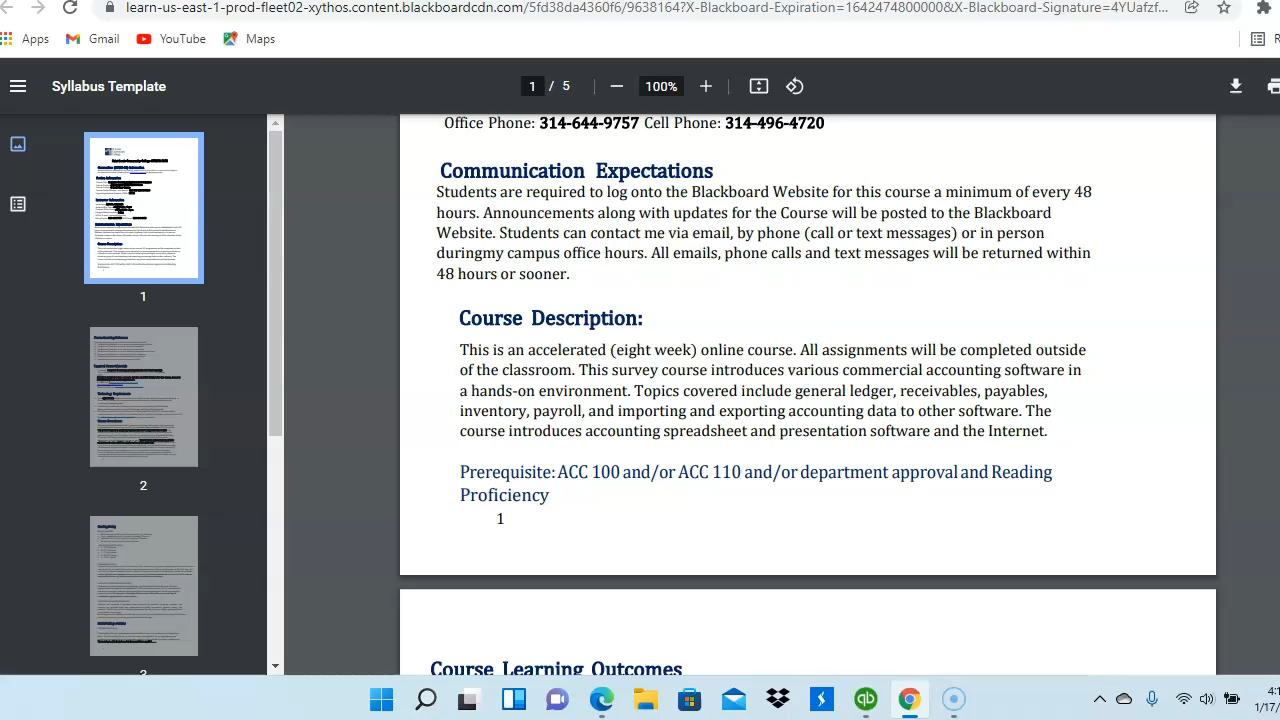 learn-us-east-1-prod-fleet02-xythos.content.blackboardcdn.com/5fd38da4360f6/9638164?X-Blackboard-Expiration=1642474800000&X-Blackboard-Signature=4YUafzf...
Apps Gmail YouTube Maps
Syllabus Template 1 / 5 100%
Office Phone: 314-644-9757 Cell Phone: 314-496-4720
Communication Expectations
Students are required to log onto the Blackboard Website for this course a minimum of every 48
hours. Announcements along with updates for the Course will be posted to the Blackboard
Website. Students can contact me via email, by phone (call or text messages) or in person
duringmy campus office hours. All emails, phone calls and text messages will be returned within
48 hours or sooner.
Course Description:
This is an accelerated (eight week) online course. All assignments will be completed outside
of the classroom. This survey course introduces various commercial accounting software in
a hands-on environment. Topics covered include general ledger, receivables, payables,
inventory, payroll, and importing and exporting accounting data to other software. The
course introduces accounting spreadsheet and presentation software and the Internet.
Prerequisite: ACC 100 and/or ACC 110 and/or department approval and Reading
Proficiency
1
Course Learning Outcomes
1
2
3
4:1
1/17/